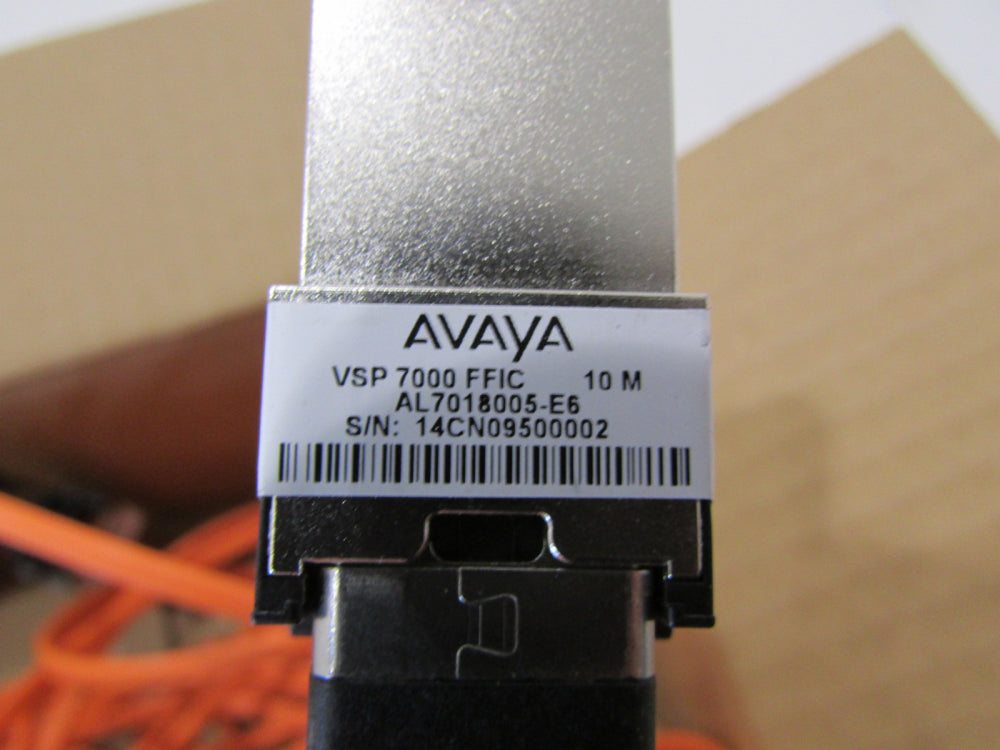 AVAYA
VSP 7000 FFIC 10 M
AL7018005-E6
S/N: 14CN09500002